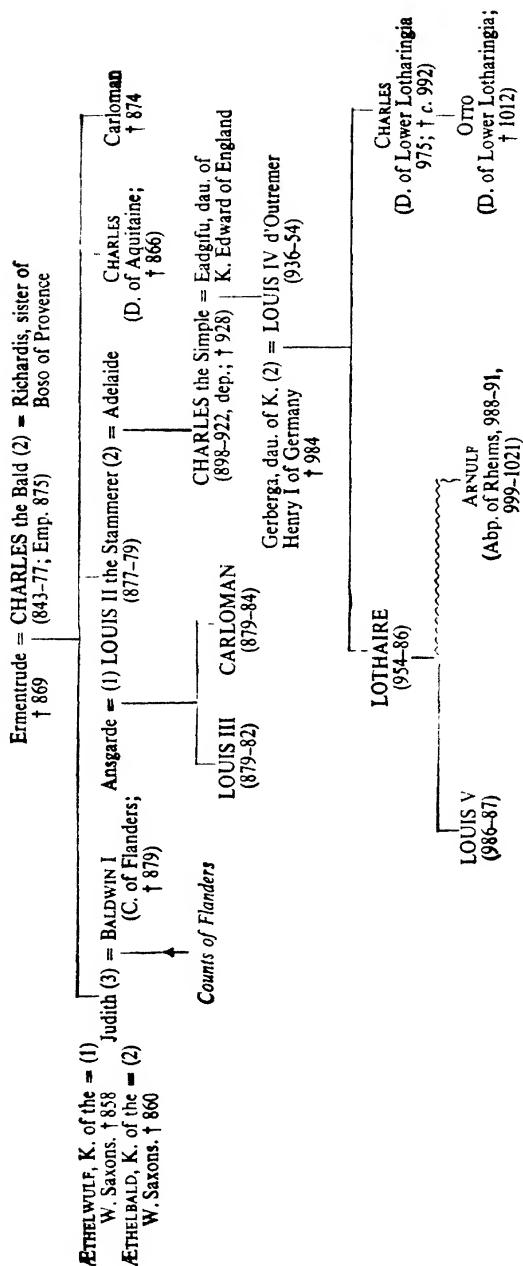 Ermentrude = CHARLES the Bald (2) = Richardis, sister of
† 869 (843–77; Emp. 875) Boso of Provence
ÆTHELWULF, K. of the = (1)
W. Saxons. † 858
ÆTHELBALD, K. of the = (2)
W. Saxons. † 860
Judith (3) = BALDWIN I
(C. of Flanders;
† 879)
Counts of Flanders
Ansgarde = (1) LOUIS II the Stammerer (2) = Adelaide
(877–79)
CHARLES
(D. of Aquitaine;
† 866)
Carloman
† 874
LOUIS III
(879–82)
CARLOMAN
(879–84)
CHARLES the Simple = Eadgifu, dau. of
(898–922, dep.; † 928) K. Edward of England
Gerberga, dau. of K. (2) = LOUIS IV d'Outremer
Henry I of Germany (936–54)
† 984
LOTHAIRE
(954–86)
CHARLES
(D. of Lower Lotharingia
975; † c. 992)
LOUIS V
(986–87)
ARNULF
(Abp. of Rheims, 988–91,
999–1021)
OTTO
(D. of Lower Lotharingia;
† 1012)